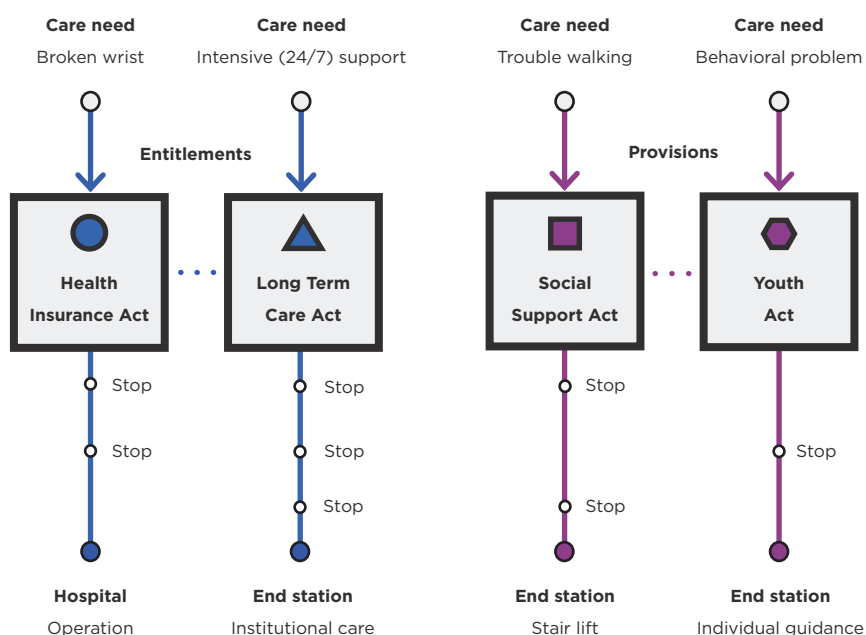 Care need
Broken wrist
Care need
Intensive (24/7) support
Care need
Trouble walking
Care need
Behavioral problem
Entitlements
Provisions
Health
Insurance Act
Long Term
Care Act
Social
Support Act
Youth
Act
Stop
Stop
Stop
Stop
Stop
Stop
Stop
Stop
Hospital
Operation
End station
Institutional care
End station
Stair lift
End station
Individual guidance